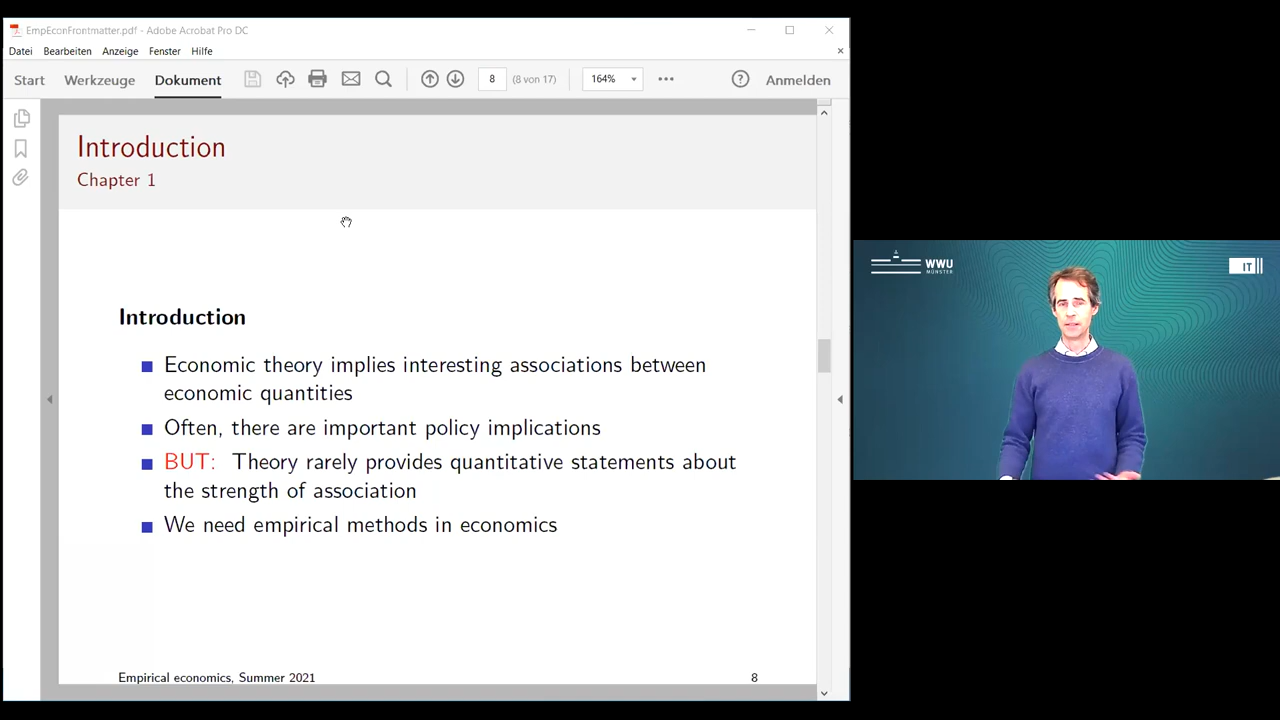 EmpEconFrontmatter.pdf - Adobe Acrobat Pro DC
Datei Bearbeiten Anzeige Fenster Hilfe
Start Werkzeuge Dokument 8 (8 von 17) 164% Anmelden
Introduction
Chapter 1
Introduction
Economic theory implies interesting associations between
economic quantities
Often, there are important policy implications
BUT: Theory rarely provides quantitative statements about
the strength of association
We need empirical methods in economics
Empirical economics, Summer 2021 8
WWU
MÜNSTER
IT